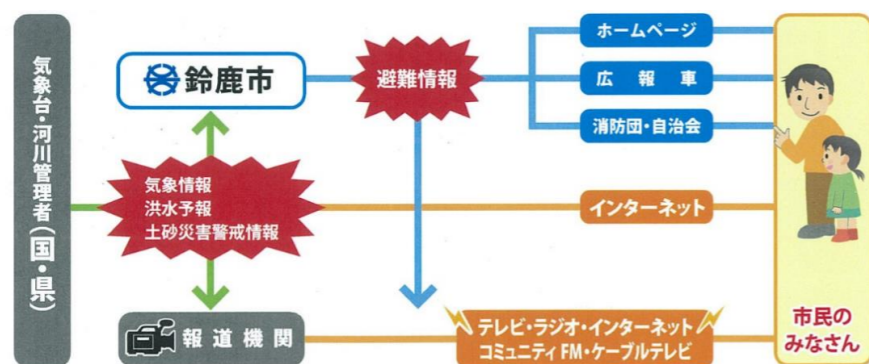 気象台・河川管理者(国・県)
鈴鹿市
避難情報
ホームページ
広報車
消防団・自治会
気象情報
洪水予報
土砂災害警戒情報
インターネット
報道機関
テレビ・ラジオ・インターネット
コミュニティFM・ケーブルテレビ
市民の
みなさん